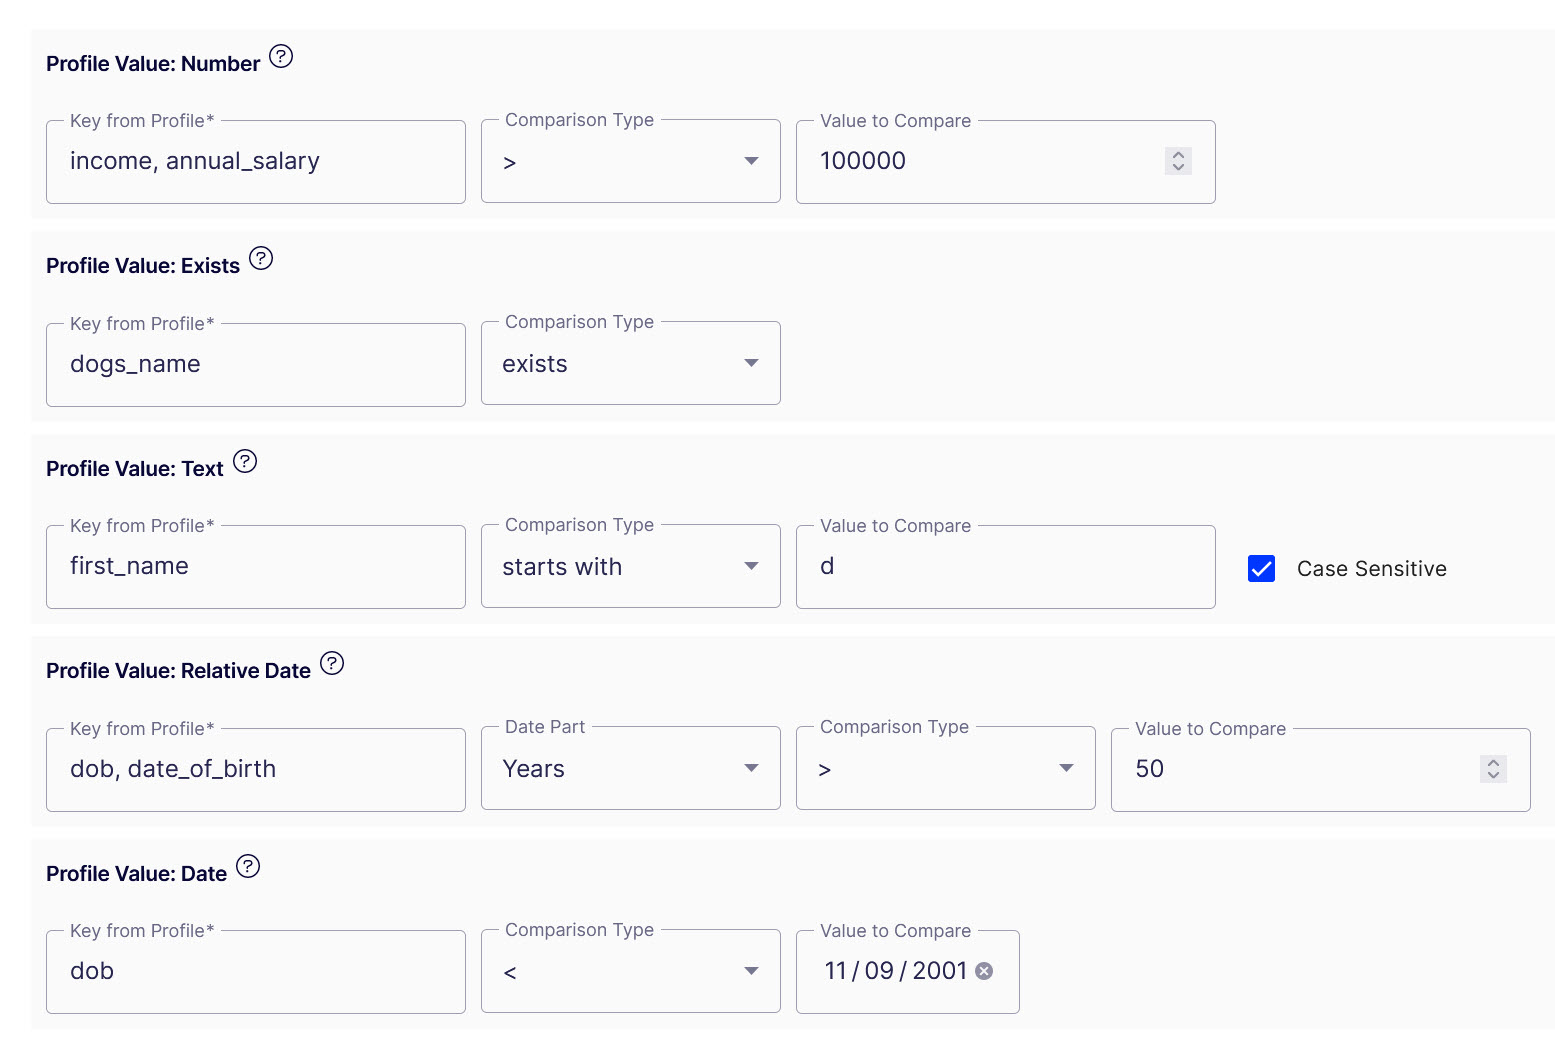 Profile Value: Number ?
Key from Profile* Comparison Type Value to Compare
income, annual_salary > 100000
Profile Value: Exists ?
Key from Profile* Comparison Type
dogs_name exists
Profile Value: Text ?
Key from Profile* Comparison Type Value to Compare
first_name starts with d Case Sensitive
Profile Value: Relative Date ?
Key from Profile* Date Part Comparison Type Value to Compare
dob, date_of_birth Years > 50
Profile Value: Date ?
Key from Profile* Comparison Type Value to Compare
dob < 11/09/2001